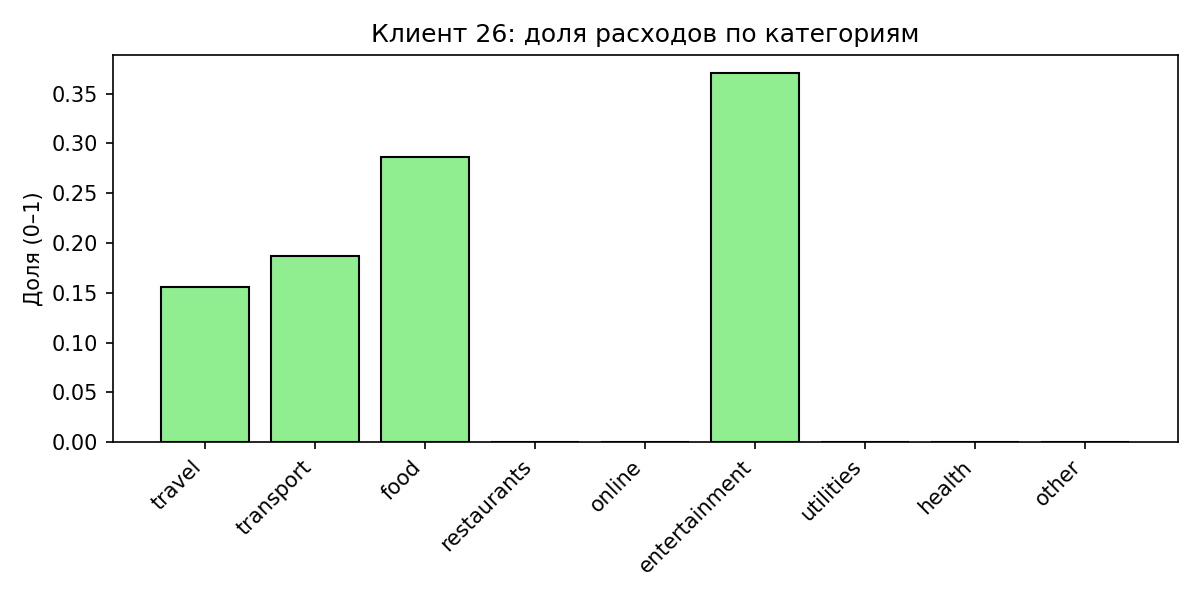 Клиент 26: доля расходов по категориям
Доля (0–1)
0.35
0.30
0.25
0.20
0.15
0.10
0.05
0.00
travel
transport
food
restaurants
online
entertainment
utilities
health
other